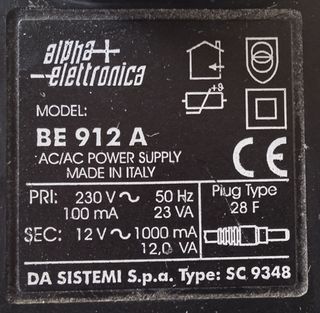 alpha+
-elettronica
MODEL:
BE 912 A
AC/AC POWER SUPPLY
MADE IN ITALY
+ϑ
CE
PRI: 230 V ~ 50 Hz
100 mA 23 VA
SEC: 12 V ~ 1000 mA
12,0 VA
Plug Type
28 F
DA SISTEMI S.p.a. Type: SC 9348